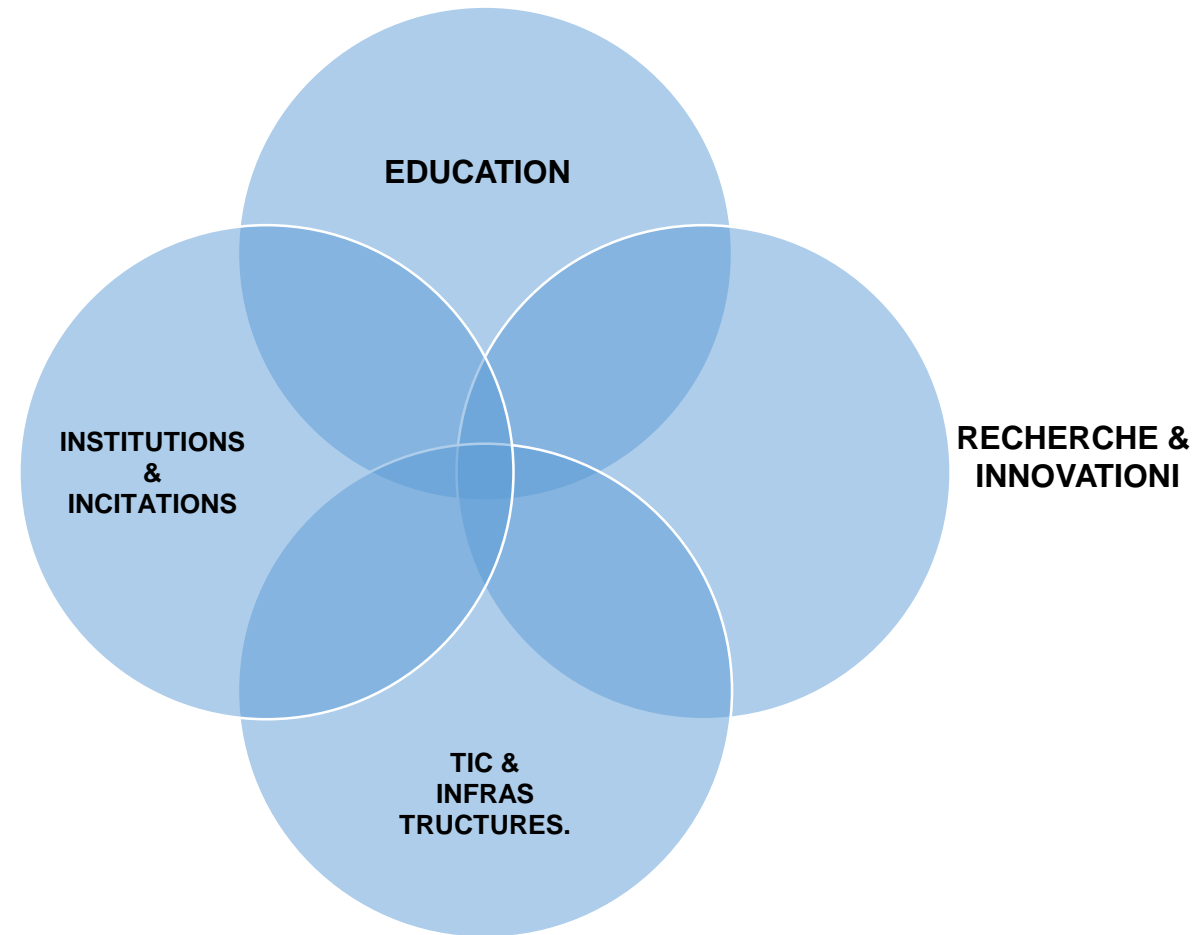 EDUCATION
INSTITUTIONS
&
INCITATIONS
RECHERCHE &
INNOVATIONI
TIC &
INFRAS
TRUCTURES.